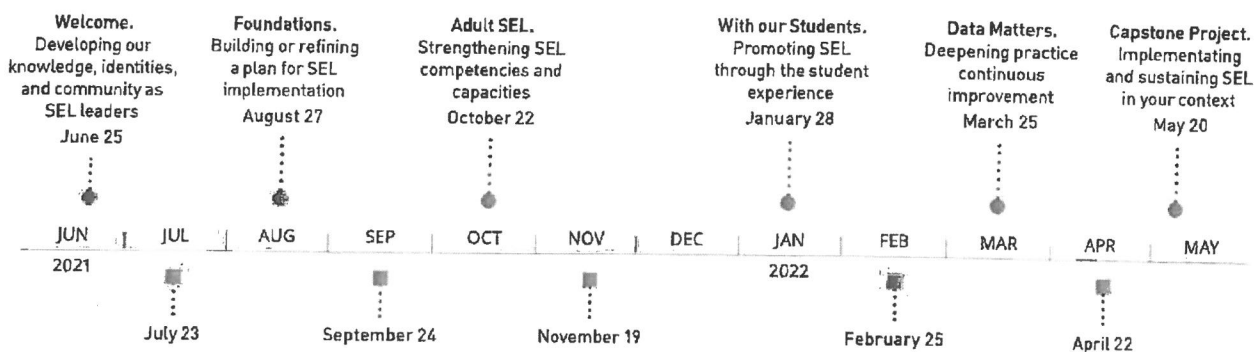 Welcome.
Developing our
knowledge, identities,
and community as
SEL leaders
June 25
Foundations.
Building or refining
a plan for SEL
implementation
August 27
Adult SEL.
Strengthening SEL
competencies and
capacities
October 22
With our Students.
Promoting SEL
through the student
experience
January 28
Data Matters.
Deepening practice
continuous
improvement
March 25
Capstone Project.
Implementating
and sustaining SEL
in your context
May 20
JUN JUL AUG SEP OCT NOV DEC JAN FEB MAR APR MAY
2021 2022
July 23 September 24 November 19 February 25 April 22